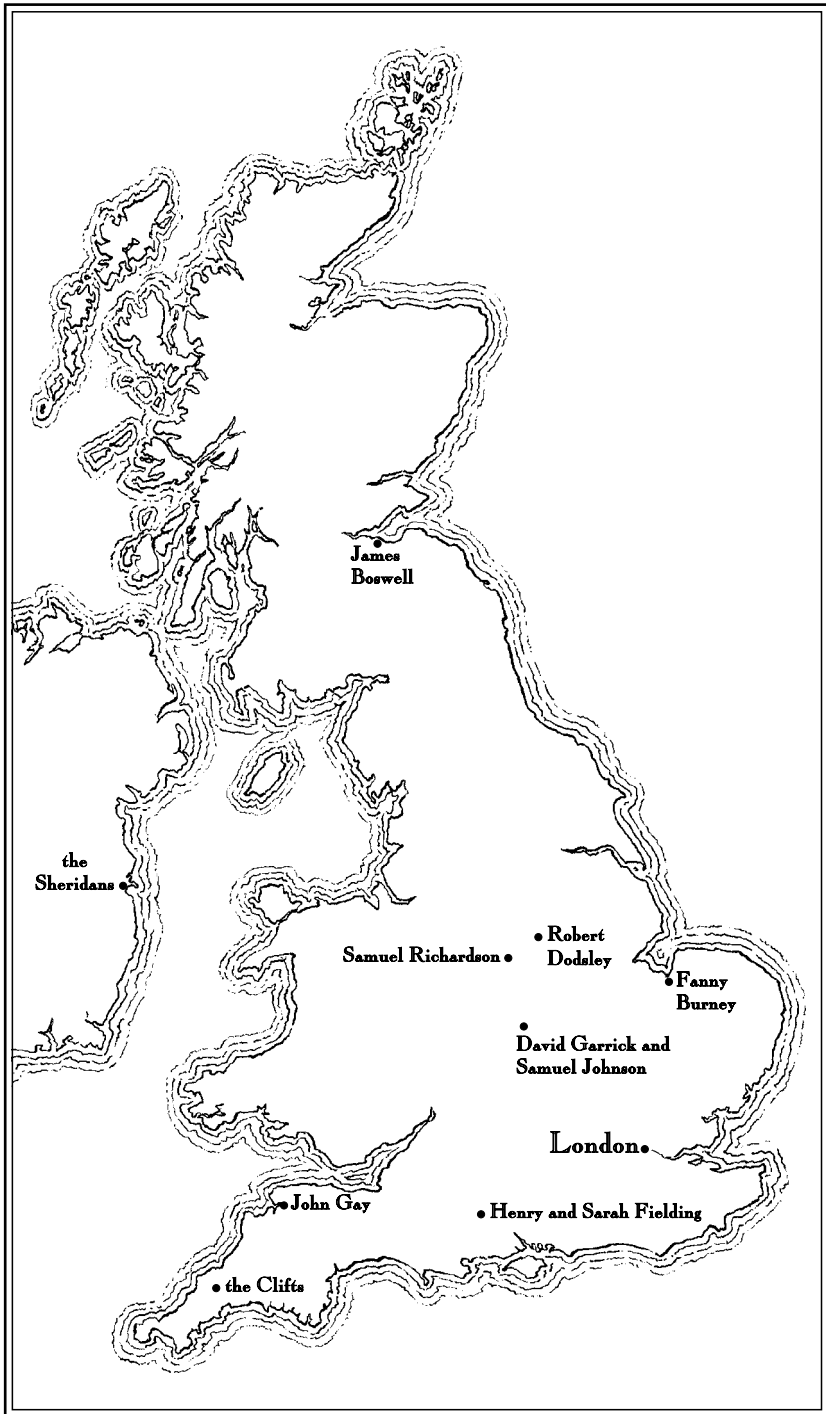 James
Boswell
the
Sheridans
Robert
Dodsley
Samuel Richardson
Fanny
Burney
David Garrick and
Samuel Johnson
London
John Gay
Henry and Sarah Fielding
the Clifts